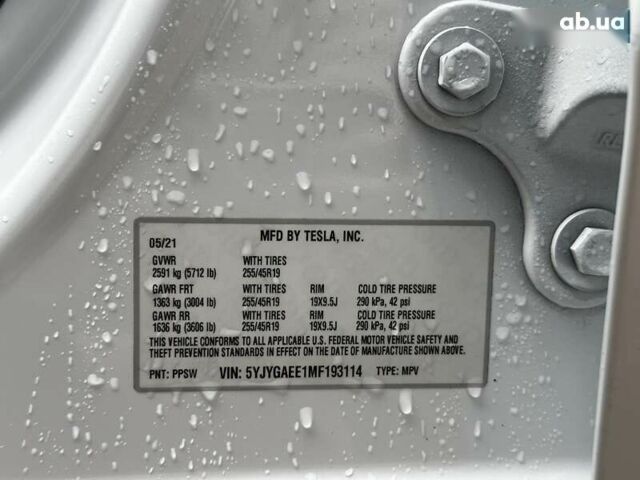 ab.ua
05/21 MFD BY TESLA, INC.
GVWR WITH TIRES
2591 kg (5712 lb) 255/45R19
GAWR FRT WITH TIRES RIM COLD TIRE PRESSURE
1363 kg (3004 lb) 255/45R19 19X9.5J 290 kPa, 42 psi
GAWR RR WITH TIRES RIM COLD TIRE PRESSURE
1636 kg (3606 lb) 255/45R19 19X9.5J 290 kPa, 42 psi
THIS VEHICLE CONFORMS TO ALL APPLICABLE U.S. FEDERAL MOTOR VEHICLE SAFETY AND
THEFT PREVENTION STANDARDS IN EFFECT ON THE DATE OF MANUFACTURE SHOWN ABOVE.
PNT: PPSW VIN: 5YJYGAEE1MF193114 TYPE: MPV